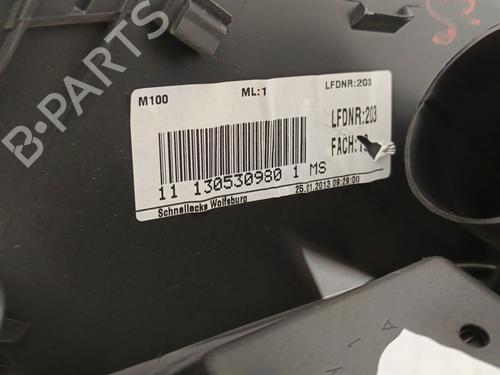 B-PARTS
M100 ML:1 LFDNR:203
LFDNR:203
FACH:
11 130530980 1 MS
25.01.2013 09:29:00
Schnellecke Wolfsburg